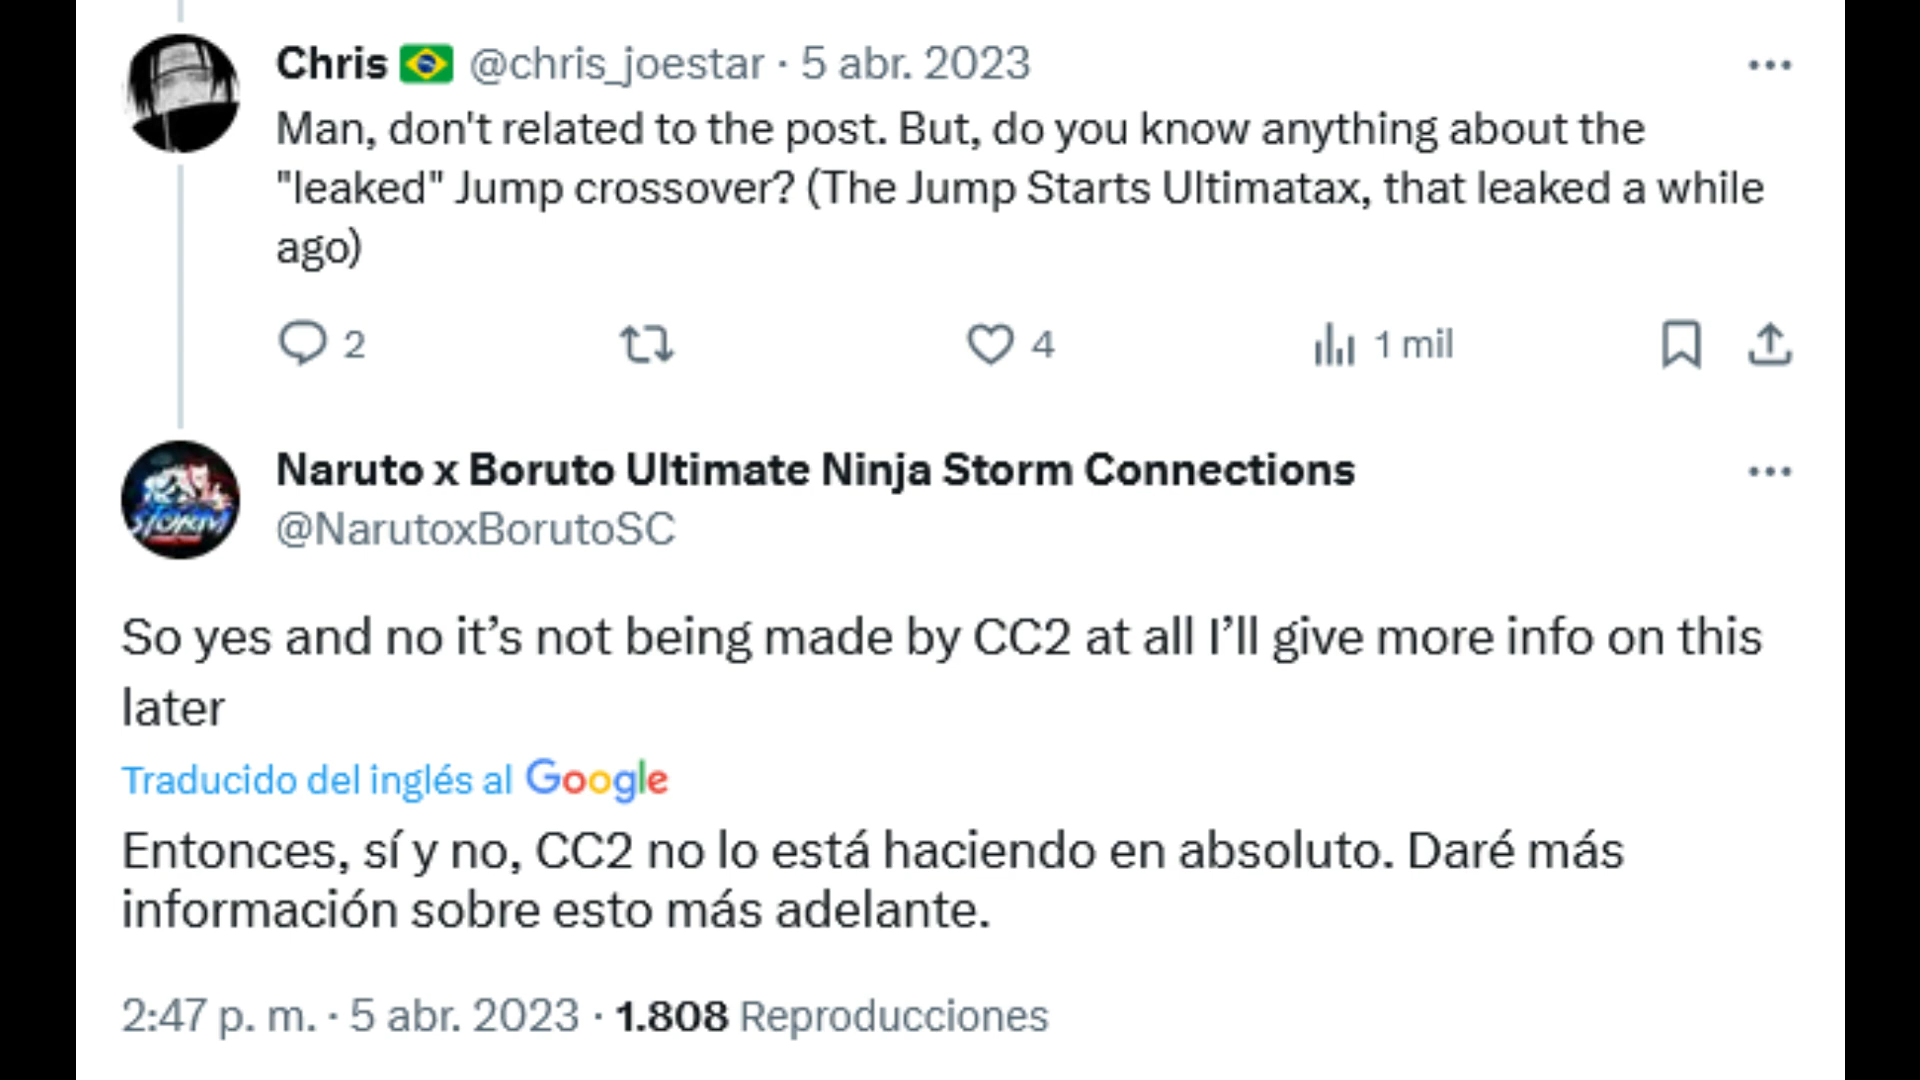 Chris 🇧🇷 @chris_joestar · 5 abr. 2023
Man, don't related to the post. But, do you know anything about the
"leaked" Jump crossover? (The Jump Starts Ultimatax, that leaked a while
ago)
2 4 1 mil
Naruto x Boruto Ultimate Ninja Storm Connections
@NarutoxBorutoSC
STORM
So yes and no it’s not being made by CC2 at all I’ll give more info on this
later
Traducido del inglés al Google
Entonces, sí y no, CC2 no lo está haciendo en absoluto. Daré más
información sobre esto más adelante.
2:47 p. m. · 5 abr. 2023 · 1.808 Reproducciones